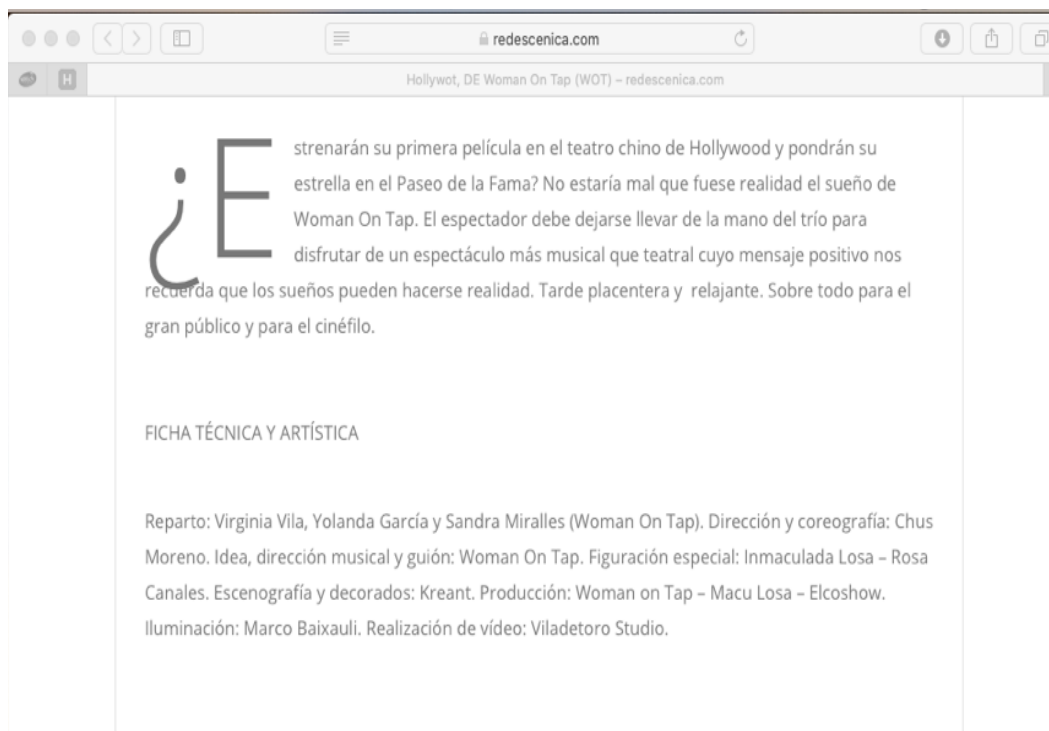 redescenica.com
H
Hollywot, DE Woman On Tap (WOT) – redescenica.com
¿Estrenarán su primera película en el teatro chino de Hollywood y pondrán su
estrella en el Paseo de la Fama? No estaría mal que fuese realidad el sueño de
Woman On Tap. El espectador debe dejarse llevar de la mano del trío para
disfrutar de un espectáculo más musical que teatral cuyo mensaje positivo nos
recuerda que los sueños pueden hacerse realidad. Tarde placentera y relajante. Sobre todo para el
gran público y para el cinéfilo.
FICHA TÉCNICA Y ARTÍSTICA
Reparto: Virginia Vila, Yolanda García y Sandra Miralles (Woman On Tap). Dirección y coreografía: Chus
Moreno. Idea, dirección musical y guión: Woman On Tap. Figuración especial: Inmaculada Losa – Rosa
Canales. Escenografía y decorados: Kreant. Producción: Woman on Tap – Macu Losa – Elcoshow.
Iluminación: Marco Baixauli. Realización de vídeo: Viladetoro Studio.